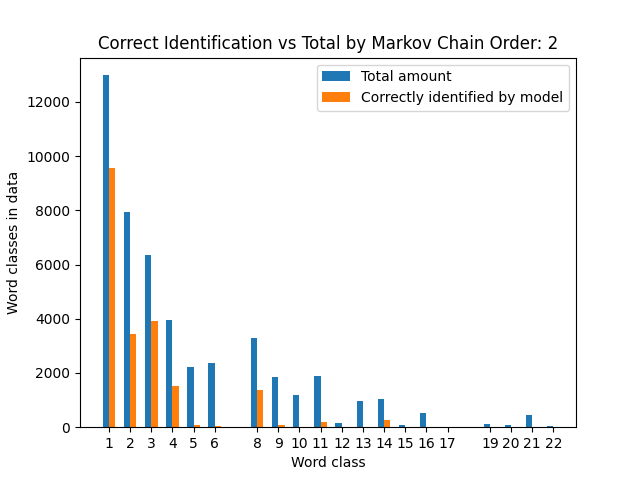 Correct Identification vs Total by Markov Chain Order: 2
Total amount
Correctly identified by model
12000
10000
8000
6000
4000
2000
0
Word classes in data
1 2 3 4 5 6 8 9 10 11 12 13 14 15 16 17 19 20 21 22
Word class